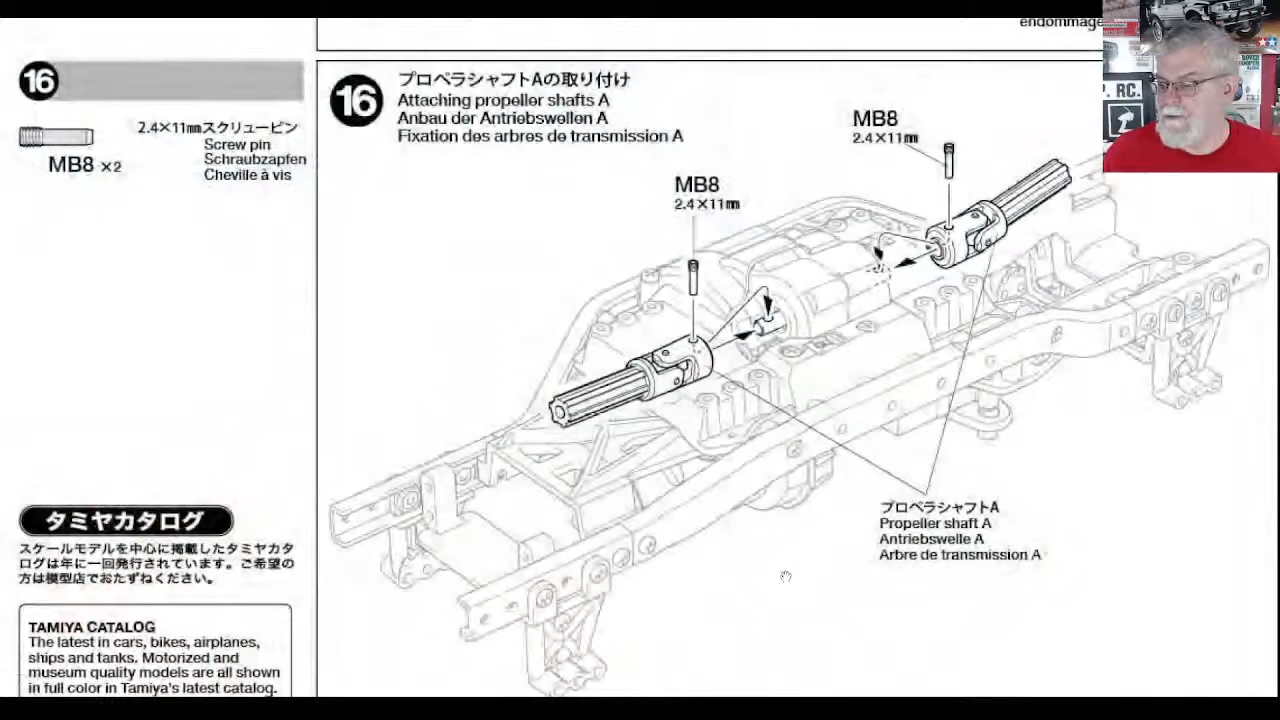 endommage
16
2.4×11㎜スクリューピン
Screw pin
Schraubzapfen
Cheville à vis
MB8 ×2
16
プロペラシャフトAの取り付け
Attaching propeller shafts A
Anbau der Antriebswellen A
Fixation des arbres de transmission A
MB8
2.4×11㎜
MB8
2.4×11㎜
プロペラシャフトA
Propeller shaft A
Antriebswelle A
Arbre de transmission A
タミヤカタログ
スケールモデルを中心に掲載したタミヤカタ
ログは年に一回発行されています。ご希望の
方は模型店でおたずねください。
TAMIYA CATALOG
The latest in cars, bikes, airplanes,
ships and tanks. Motorized and
museum quality models are all shown
in full color in Tamiya's latest catalog.
RC.